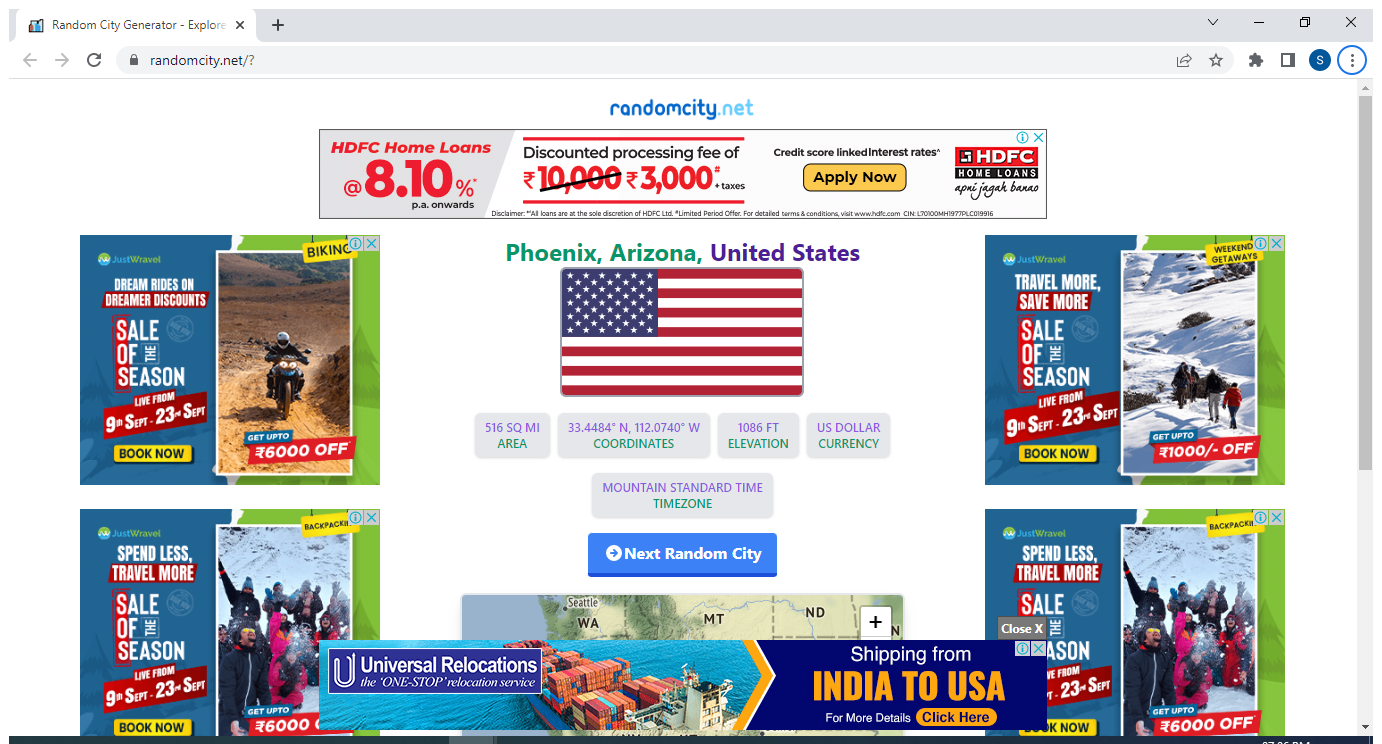 Random City Generator - Explore
randomcity.net/?
S
randomcity.net
HDFC Home Loans
@8.10%*
p.a. onwards
Discounted processing fee of
₹10,000 ₹3,000# + taxes
Credit score linked Interest rates^
Apply Now
HDFC
HOME LOANS
apni jagah banao
Disclaimer: *^All loans are at the sole discretion of HDFC Ltd. #Limited Period Offer. For detailed terms & conditions, visit www.hdfc.com CIN: L70100MH1977PLC019916
JustWravel
BIKING
DREAM RIDES ON
DREAMER DISCOUNTS
SALE
OF THE
SEASON
LIVE FROM
9th SEPT - 23rd SEPT
GET UPTO
₹6000 OFF*
BOOK NOW
Phoenix, Arizona, United States
516 SQ MI
AREA
33.4484° N, 112.0740° W
COORDINATES
1086 FT
ELEVATION
US DOLLAR
CURRENCY
MOUNTAIN STANDARD TIME
TIMEZONE
Next Random City
JustWravel
WEEKEND
GETAWAYS
TRAVEL MORE,
SAVE MORE
SALE
OF THE
SEASON
LIVE FROM
9th SEPT - 23rd SEPT
GET UPTO
₹1000/- OFF
BOOK NOW
JustWravel
SPEND LESS,
TRAVEL MORE
SALE
OF THE
SEASON
LIVE FROM
9th SEPT - 23rd SEPT
GET UPTO
₹6000
BOOK NOW
Seattle
WA
MT
ND
+
JustWravel
SPEND LESS,
TRAVEL MORE
SALE
OF THE
SEASON
9th SEPT - 23rd SEPT
GET UPTO
₹6000 OFF
BOOK NOW
Close X
Universal Relocations
the 'ONE-STOP' relocation service
Shipping from
INDIA TO USA
For More Details Click Here